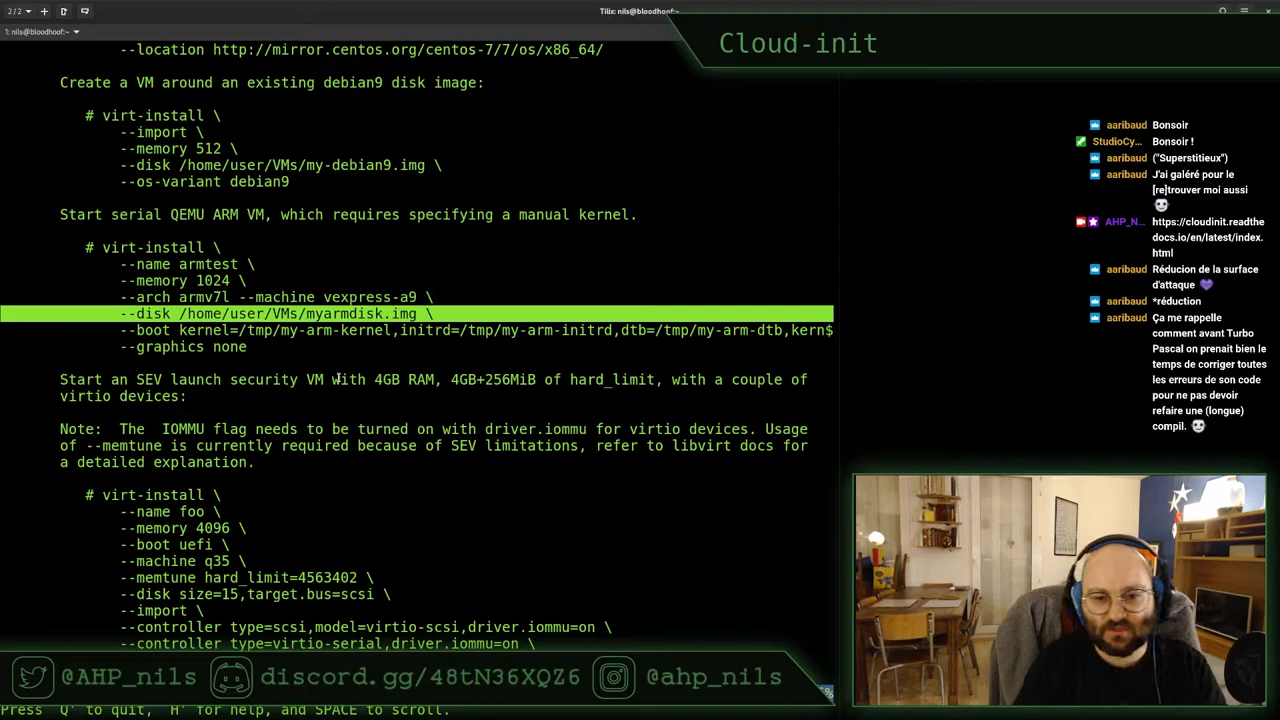 2/2
Tilix: nils@bloodhoof:~
1: nils@bloodhoof:~
Cloud-init
--location http://mirror.centos.org/centos-7/7/os/x86_64/
Create a VM around an existing debian9 disk image:
# virt-install \
--import \
--memory 512 \
--disk /home/user/VMs/my-debian9.img \
--os-variant debian9
Start serial QEMU ARM VM, which requires specifying a manual kernel.
# virt-install \
--name armtest \
--memory 1024 \
--arch armv7l --machine vexpress-a9 \
--disk /home/user/VMs/myarmdisk.img \
--boot kernel=/tmp/my-arm-kernel,initrd=/tmp/my-arm-initrd,dtb=/tmp/my-arm-dtb,kern$
--graphics none
Start an SEV launch security VM with 4GB RAM, 4GB+256MiB of hard_limit, with a couple of
virtio devices:
Note:  The  IOMMU flag needs to be turned on with driver.iommu for virtio devices. Usage
of --memtune is currently required because of SEV limitations, refer to libvirt docs for
a detailed explanation.
# virt-install \
--name foo \
--memory 4096 \
--boot uefi \
--machine q35 \
--memtune hard_limit=4563402 \
--disk size=15,target.bus=scsi \
--import \
--controller type=scsi,model=virtio-scsi,driver.iommu=on \
--controller type=virtio-serial,driver.iommu=on \
Press 'Q' to quit, 'H' for help, and SPACE to scroll.
aaribaud Bonsoir
StudioCy... Bonsoir !
aaribaud ("Superstitieux")
aaribaud J'ai galéré pour le
[re]trouver moi aussi
AHP_N... https://cloudinit.readthe
docs.io/en/latest/index.
html
aaribaud Réducion de la surface
d'attaque
aaribaud *réduction
aaribaud Ça me rappelle
comment avant Turbo
Pascal on prenait bien le
temps de corriger toutes
les erreurs de son code
pour ne pas devoir
refaire une (longue)
compil.
@AHP_nils
discord.gg/48tN36XQZ6
@ahp_nils